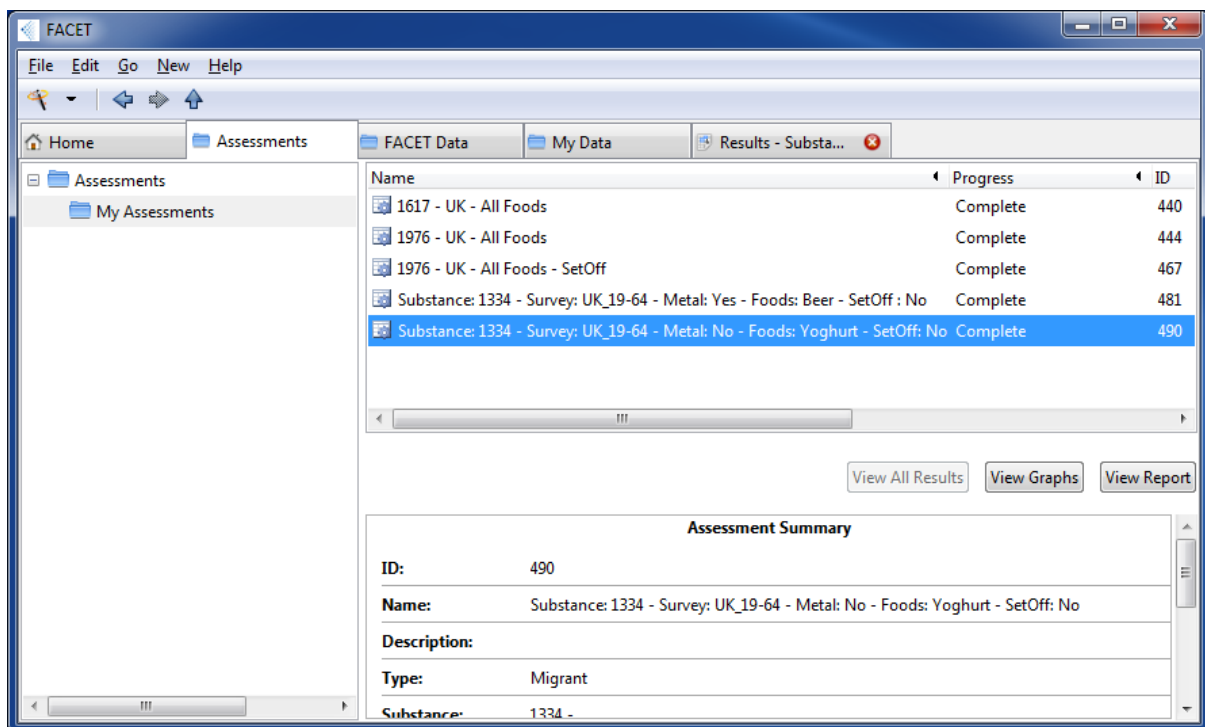 FACET
File Edit Go New Help
Home Assessments FACET Data My Data Results - Substa...
Assessments
My Assessments
Name Progress ID
1617 - UK - All Foods Complete 440
1976 - UK - All Foods Complete 444
1976 - UK - All Foods - SetOff Complete 467
Substance: 1334 - Survey: UK_19-64 - Metal: Yes - Foods: Beer - SetOff : No Complete 481
Substance: 1334 - Survey: UK_19-64 - Metal: No - Foods: Yoghurt - SetOff: No Complete 490
View All Results View Graphs View Report
Assessment Summary
ID: 490
Name: Substance: 1334 - Survey: UK_19-64 - Metal: No - Foods: Yoghurt - SetOff: No
Description:
Type: Migrant
Substance: 1334 -